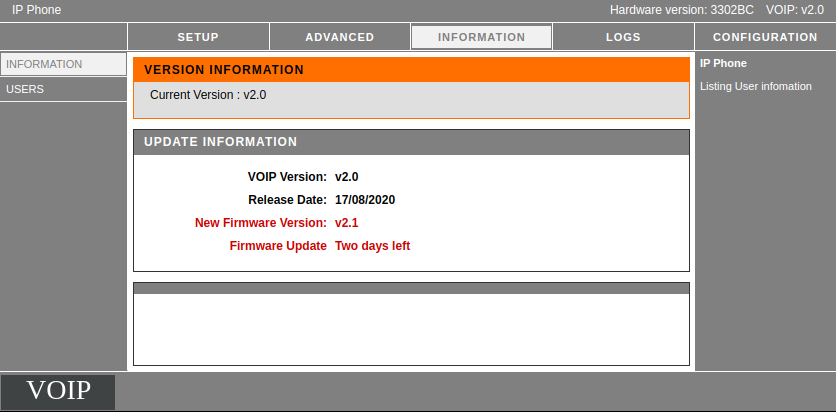 IP Phone
Hardware version: 3302BC VOIP: v2.0
SETUP
ADVANCED
INFORMATION
LOGS
CONFIGURATION
INFORMATION
USERS
VERSION INFORMATION
Current Version : v2.0
UPDATE INFORMATION
VOIP Version: v2.0
Release Date: 17/08/2020
New Firmware Version: v2.1
Firmware Update Two days left
IP Phone
Listing User infomation
VOIP